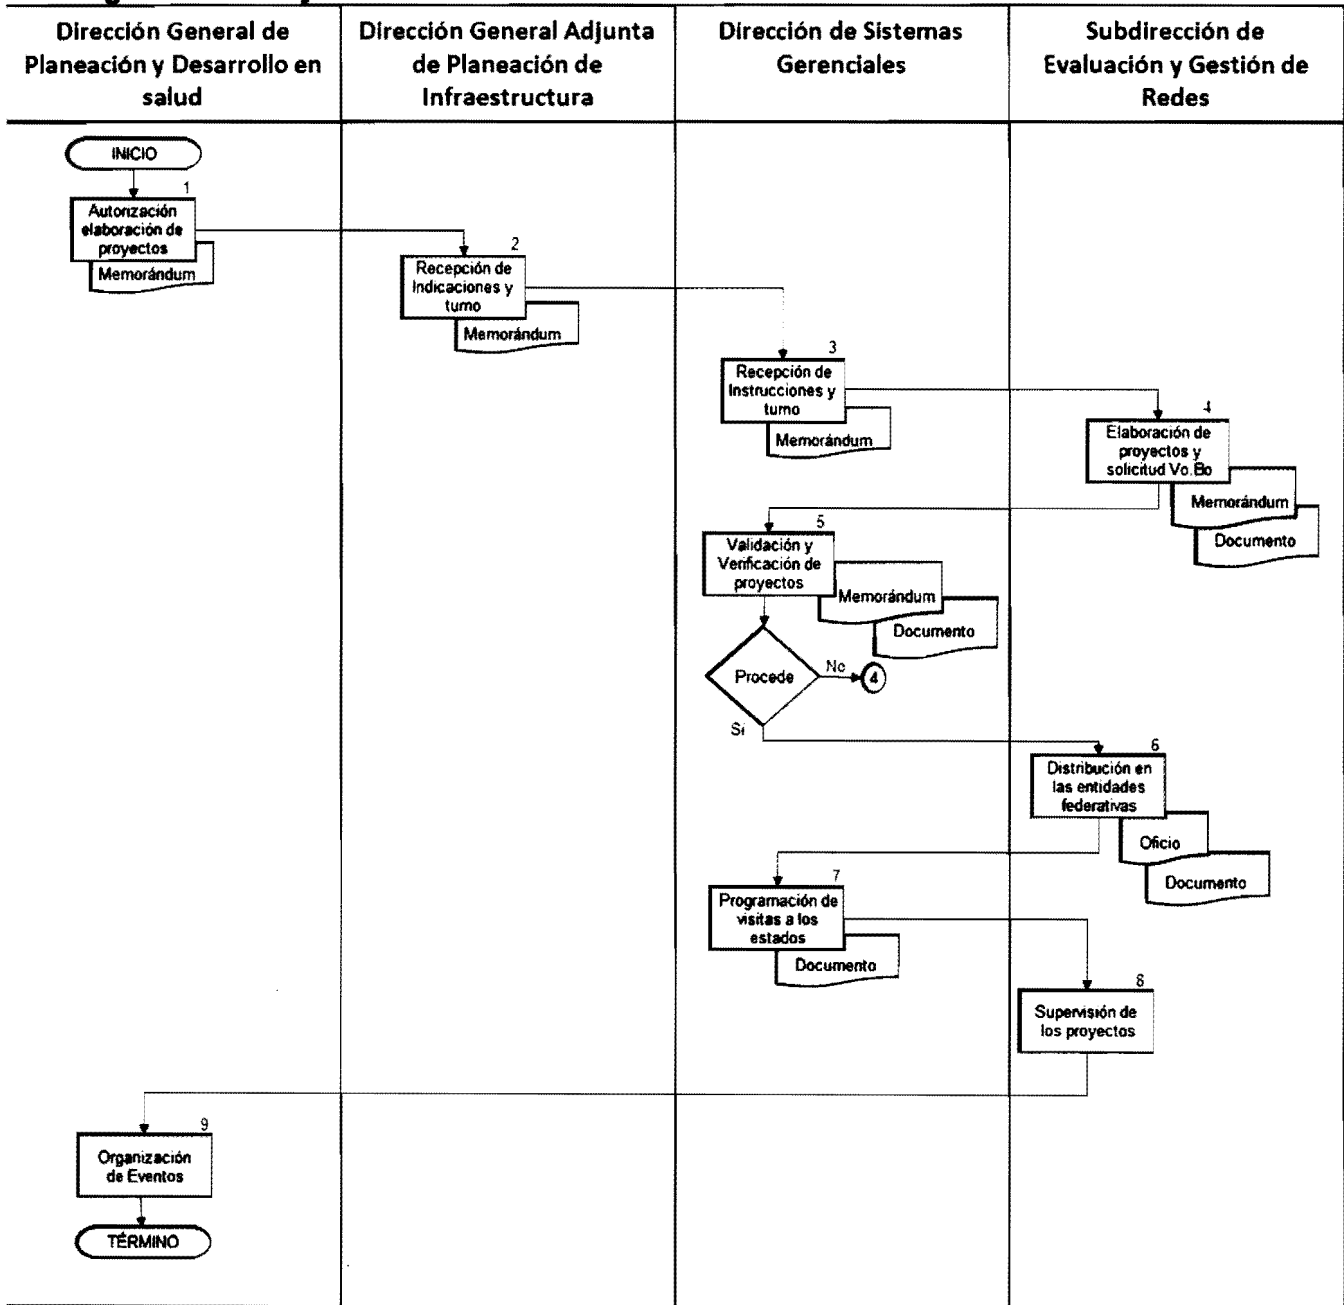 Dirección General de
Planeación y Desarrollo en
salud
Dirección General Adjunta
de Planeación de
Infraestructura
Dirección de Sistemas
Gerenciales
Subdirección de
Evaluación y Gestión de
Redes
INICIO
1
Autorización
elaboración de
proyectos
Memorándum
2
Recepción de
Indicaciones y
turno
Memorándum
3
Recepción de
Instrucciones y
turno
Memorándum
4
Elaboración de
proyectos y
solicitud Vo.Bo
Memorándum
Documento
5
Validación y
Verificación de
proyectos
Memorándum
Documento
Procede
No
4
Si
6
Distribución en
las entidades
federativas
Oficio
Documento
7
Programación de
visitas a los
estados
Documento
8
Supervisión de
los proyectos
9
Organización
de Eventos
TÉRMINO